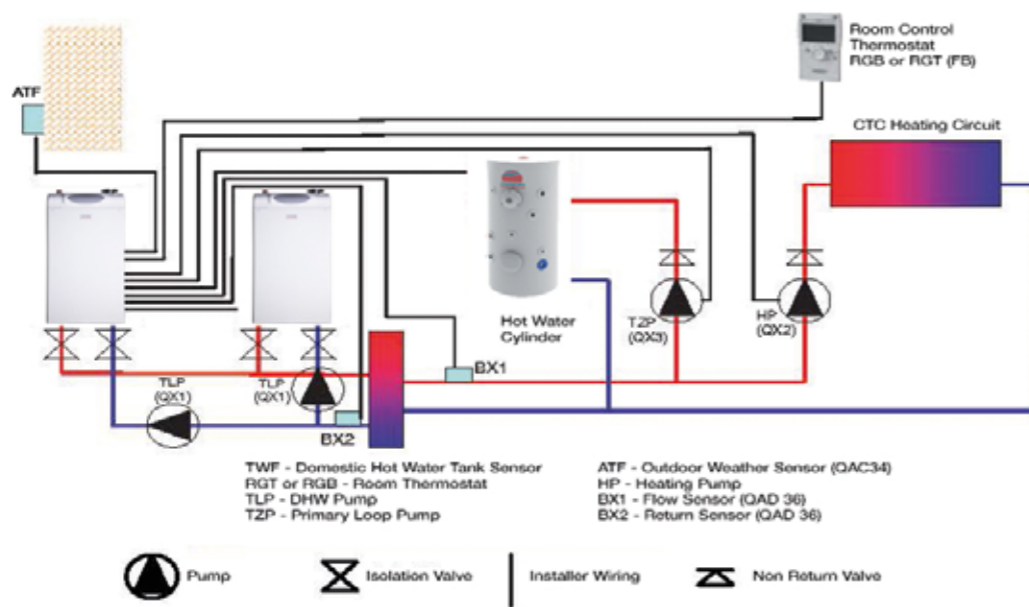 Room Control
Thermostat
RGB or RGT (FB)
ATF
CTC Heating Circuit
Hot Water
Cylinder
TZP
(QX3)
HP
(QX2)
BX1
TLP
(QX1)
TLP
(QX1)
BX2
TWF - Domestic Hot Water Tank Sensor
RGT or RGB - Room Thermostat
TLP - DHW Pump
TZP - Primary Loop Pump
ATF - Outdoor Weather Sensor (QAC34)
HP - Heating Pump
BX1 - Flow Sensor (QAD 36)
BX2 - Return Sensor (QAD 36)
Pump
Isolation Valve
Installer Wiring
Non Return Valve